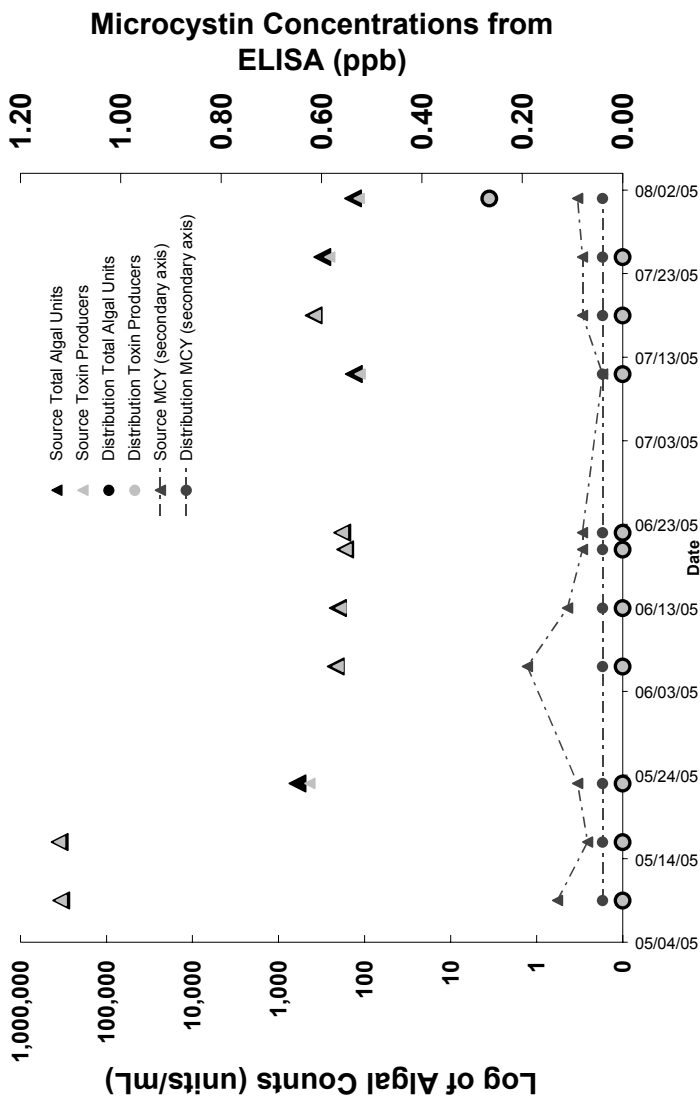 Microcystin Concentrations from
ELISA (ppb)
1.20
1.00
0.80
0.60
0.40
0.20
0.00
Source Total Algal Units
Source Toxin Producers
Distribution Total Algal Units
Distribution Toxin Producers
Source MCY (secondary axis)
Distribution MCY (secondary axis)
05/04/05
05/14/05
05/24/05
06/03/05
06/13/05
06/23/05
07/03/05
07/13/05
07/23/05
08/02/05
Date
1,000,000
100,000
10,000
1,000
100
10
1
0
Log of Algal Counts (units/mL)